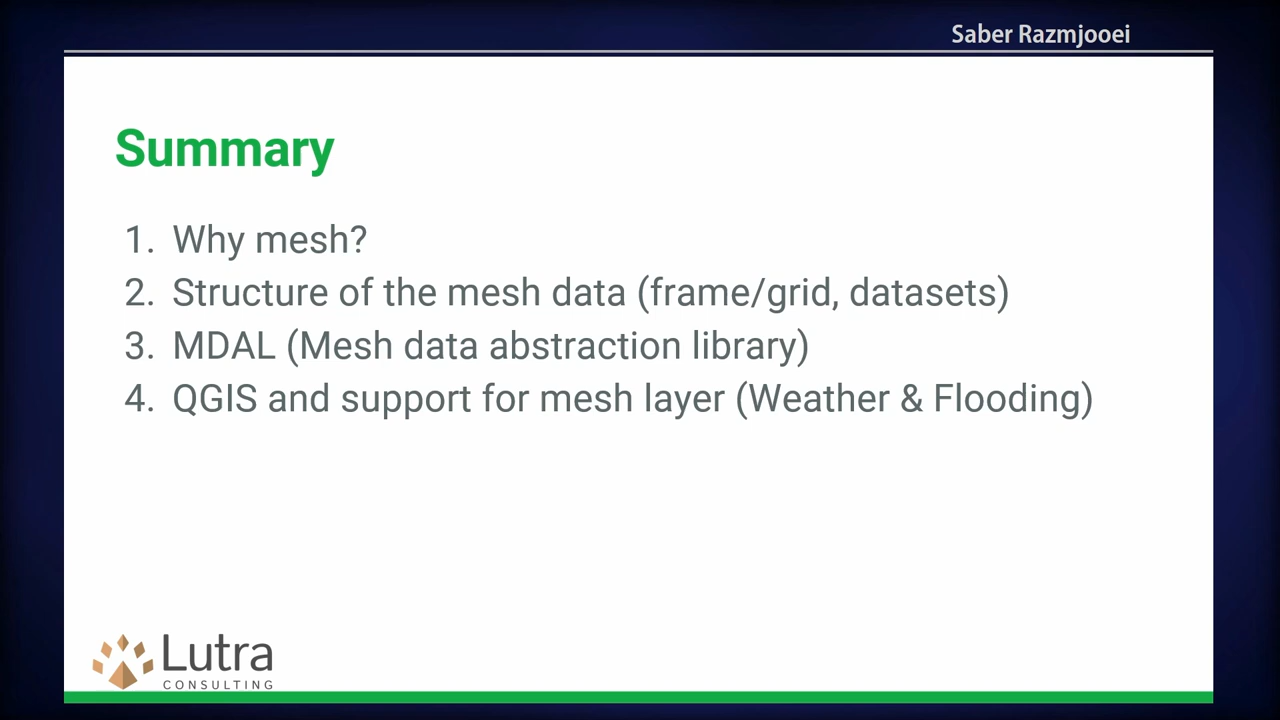 Saber Razmjooei
Summary
1. Why mesh?
2. Structure of the mesh data (frame/grid, datasets)
3. MDAL (Mesh data abstraction library)
4. QGIS and support for mesh layer (Weather & Flooding)
Lutra
CONSULTING